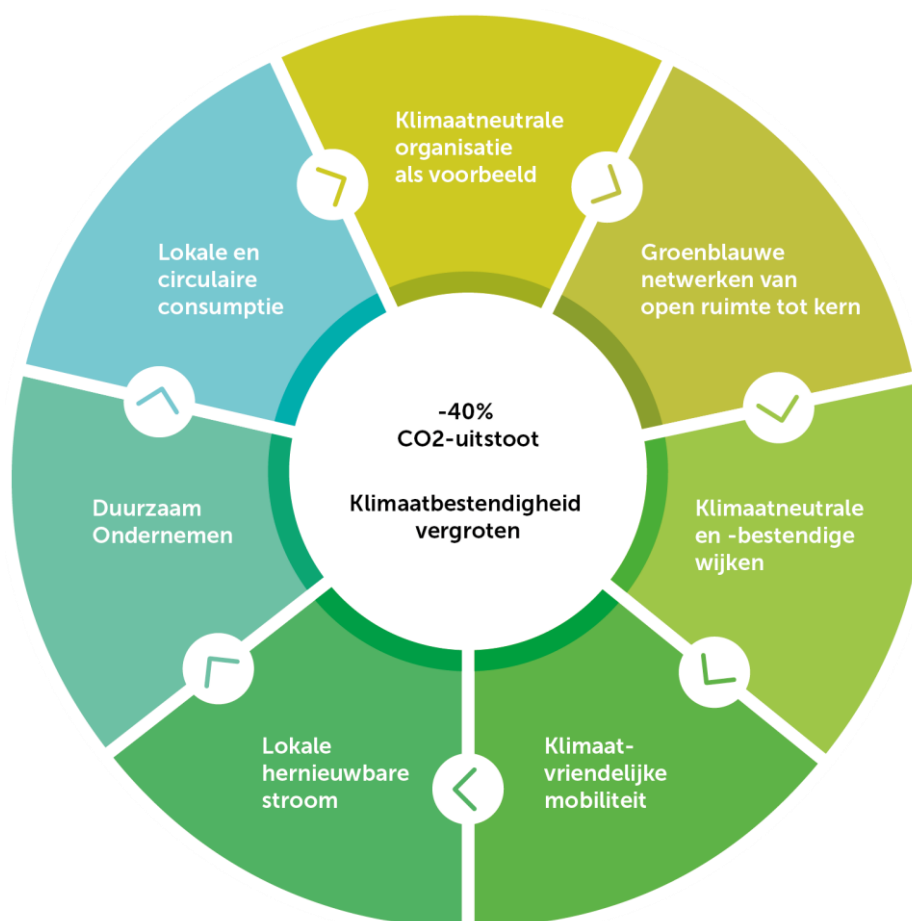 Klimaatneutrale
organisatie
als voorbeeld
Groenblauwe
netwerken van
open ruimte tot kern
Klimaatneutrale
en -bestendige
wijken
Klimaat-
vriendelijke
mobiliteit
Lokale
hernieuwbare
stroom
Duurzaam
Ondernemen
Lokale en
circulaire
consumptie
-40%
CO2-uitstoot
Klimaatbestendigheid
vergroten